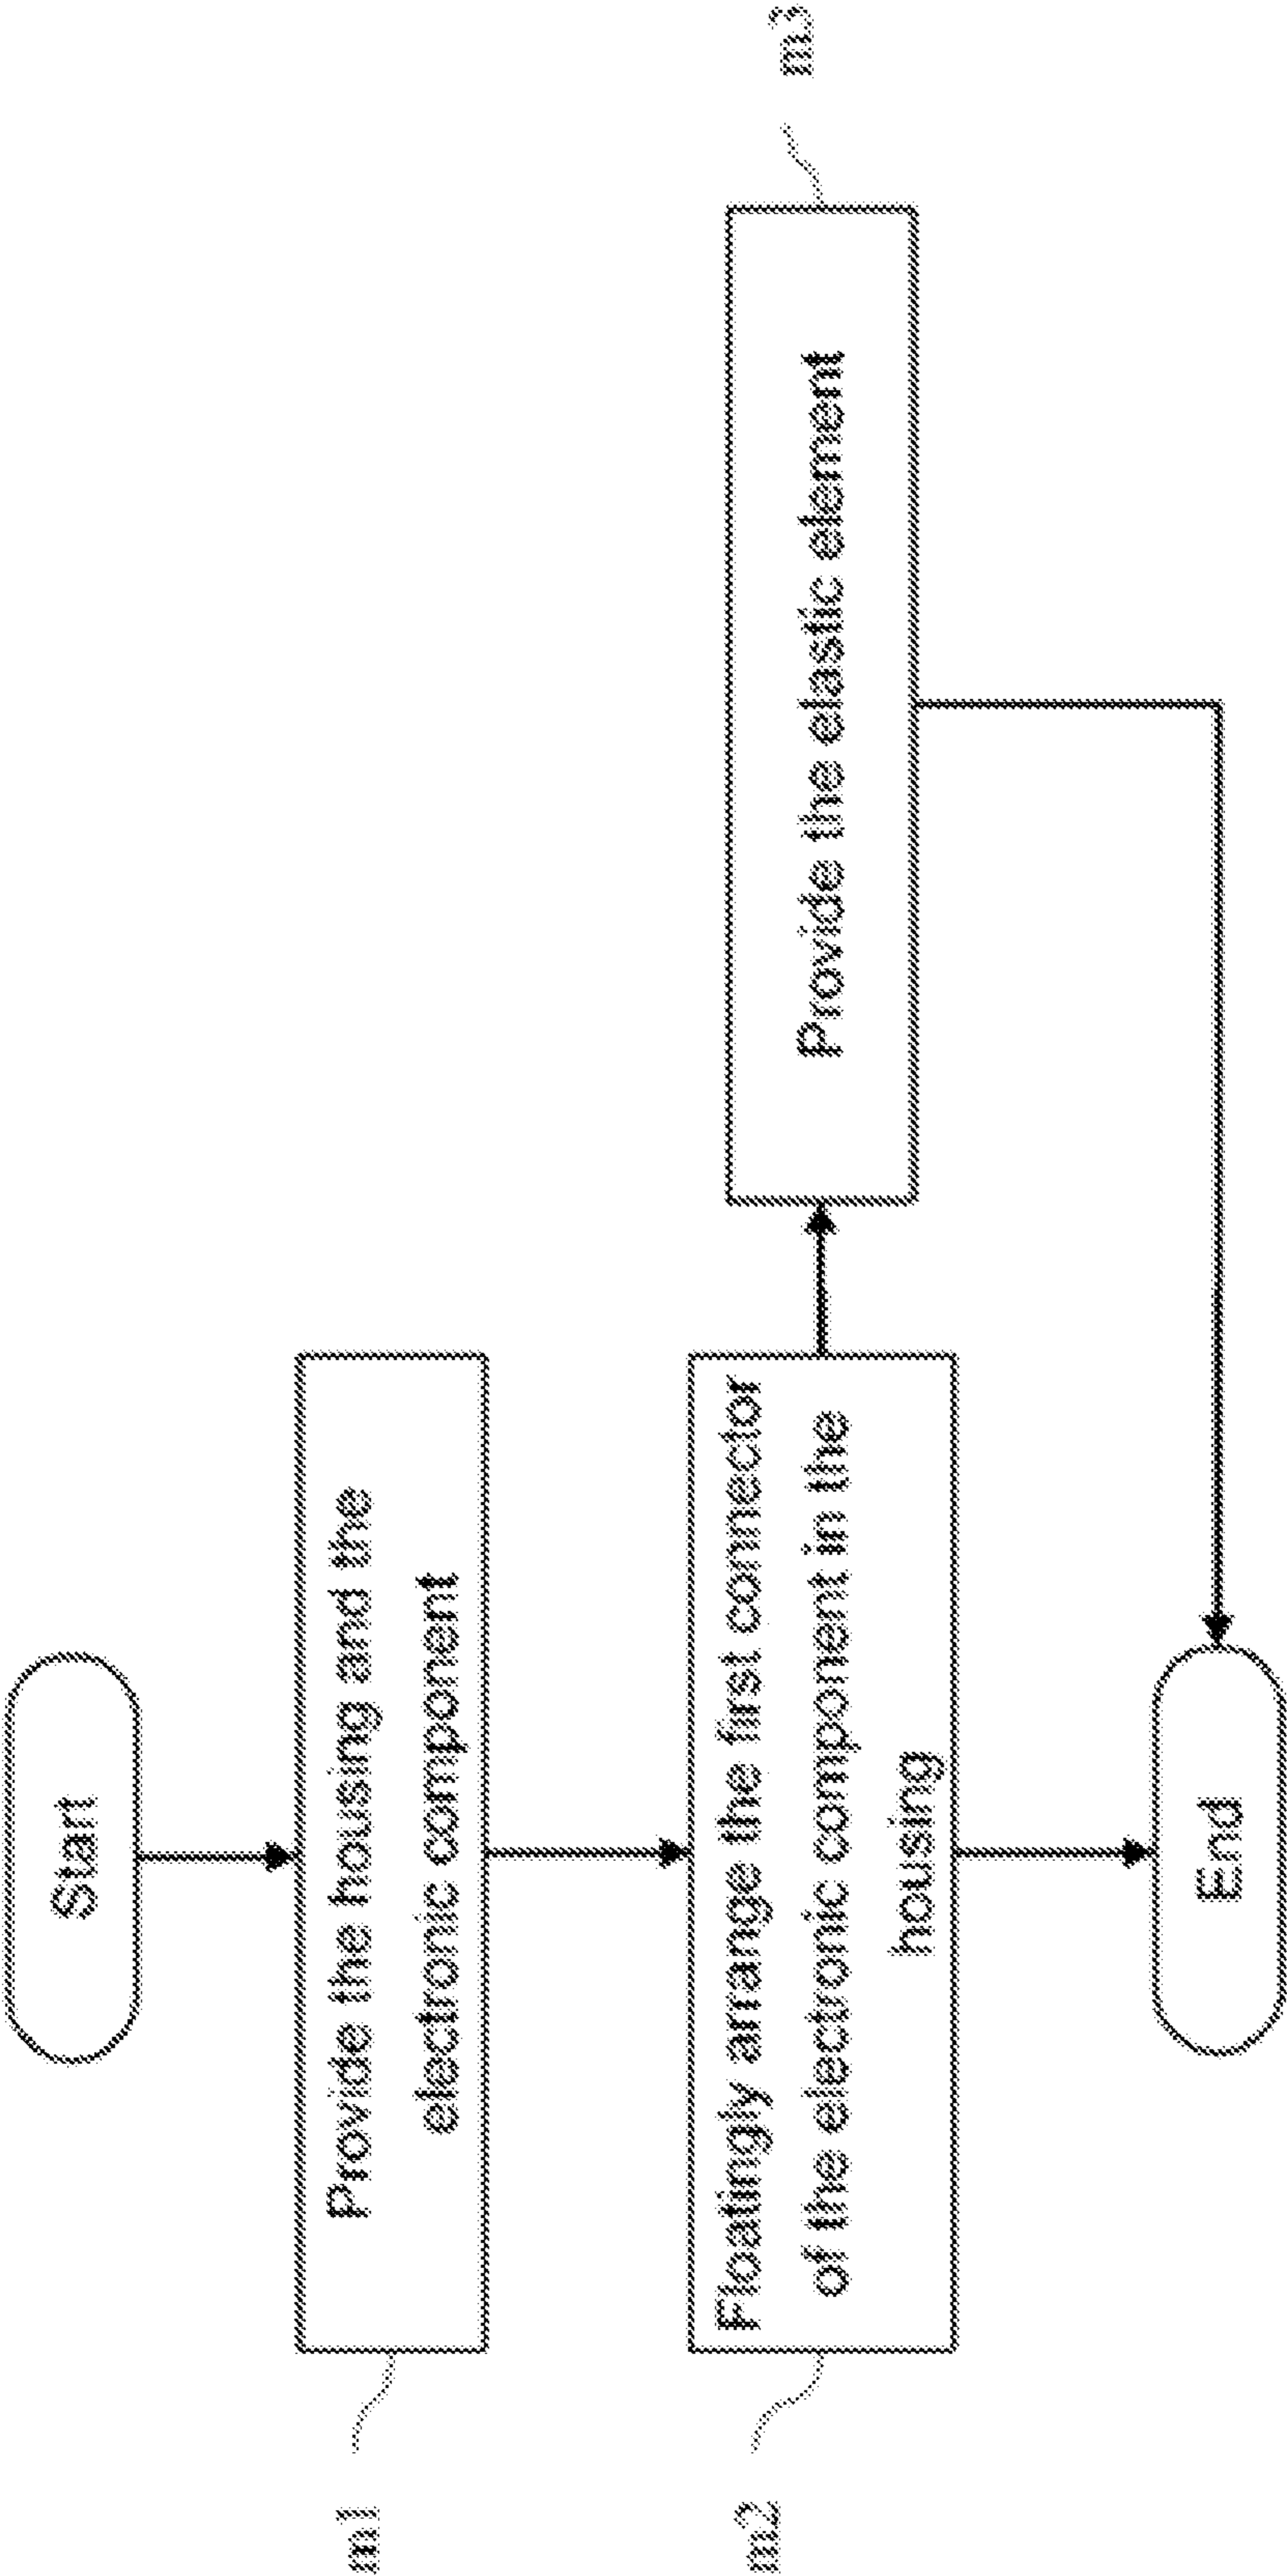 Start
m1
Provide the housing and the
electronic component
m2
Floatingly arrange the first connector
of the electronic component in the
housing
m3
Provide the elastic element
End